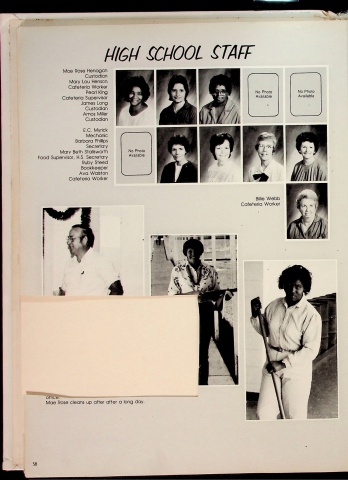 HIGH SCHOOL STAFF
Mae Rose Henagan
Custodian
Mary Lou Henson
Cafeteria Worker
Pearl King
Cafeteria Supervisor
James Long
Custodian
Amos Miller
Custodian
No Photo
Available
No Photo
Available
E.C. Myrick
Mechanic
Barbara Phillips
Secretary
Mary Beth Stallsworth
Food Supervisor, H.S. Secretary
Ruby Steed
Bookkeeper
Ava Walston
Cafeteria Worker
No Photo
Available
Billie Webb
Cafeteria Worker
office.
Mae Rose cleans up after after a long day.
58